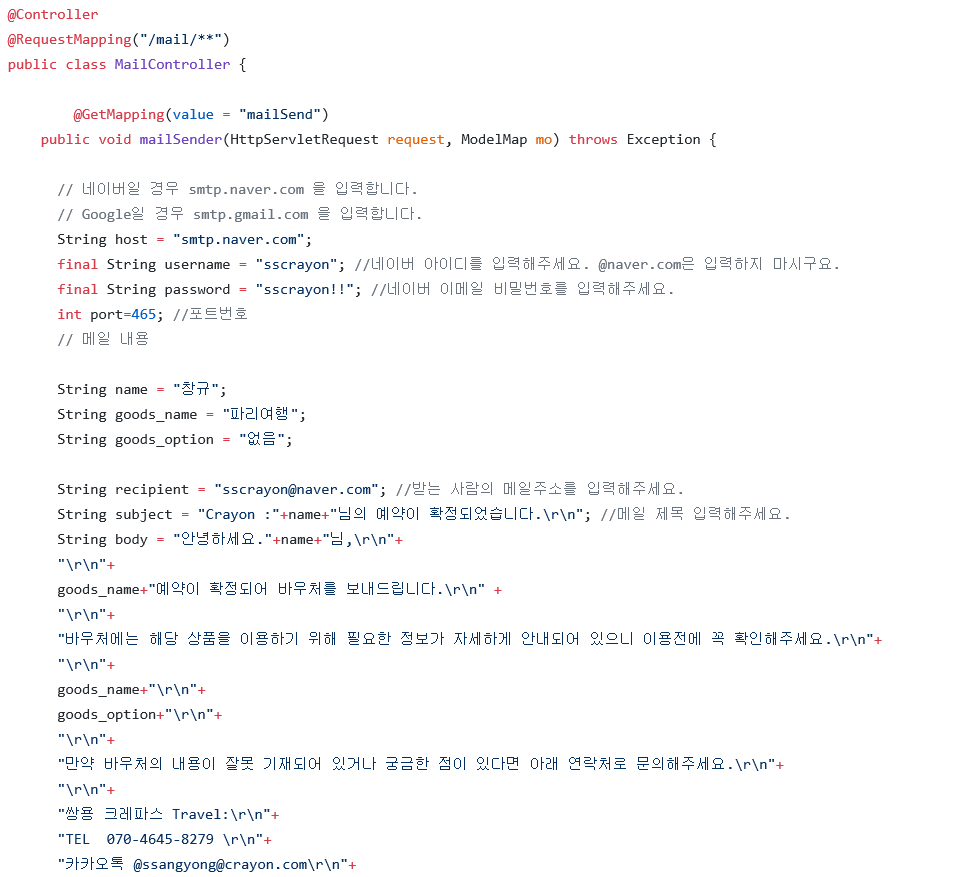 @Controller
@RequestMapping("/mail/**")
public class MailController {
@GetMapping(value = "mailSend")
public void mailSender(HttpServletRequest request, ModelMap mo) throws Exception {
// 네이버일 경우 smtp.naver.com 을 입력합니다.
// Google일 경우 smtp.gmail.com 을 입력합니다.
String host = "smtp.naver.com";
final String username = "sscrayon"; //네이버 아이디를 입력해주세요. @naver.com은 입력하지 마시구요.
final String password = "sscrayon!!"; //네이버 이메일 비밀번호를 입력해주세요.
int port=465; //포트번호
// 메일 내용
String name = "창규";
String goods_name = "파리여행";
String goods_option = "없음";
String recipient = "sscrayon@naver.com"; //받는 사람의 메일주소를 입력해주세요.
String subject = "Crayon :"+name+"님의 예약이 확정되었습니다.\r\n"; //메일 제목 입력해주세요.
String body = "안녕하세요."+name+"님,\r\n"+
"\r\n"+
goods_name+"예약이 확정되어 바우처를 보내드립니다.\r\n" +
"\r\n"+
"바우처에는 해당 상품을 이용하기 위해 필요한 정보가 자세하게 안내되어 있으니 이용전에 꼭 확인해주세요.\r\n"+
"\r\n"+
goods_name+"\r\n"+
goods_option+"\r\n"+
"\r\n"+
"만약 바우처의 내용이 잘못 기재되어 있거나 궁금한 점이 있다면 아래 연락처로 문의해주세요.\r\n"+
"\r\n"+
"쌍용 크레파스 Travel:\r\n"+
"TEL  070-4645-8279 \r\n"+
"카카오톡 @ssangyong@crayon.com\r\n"+